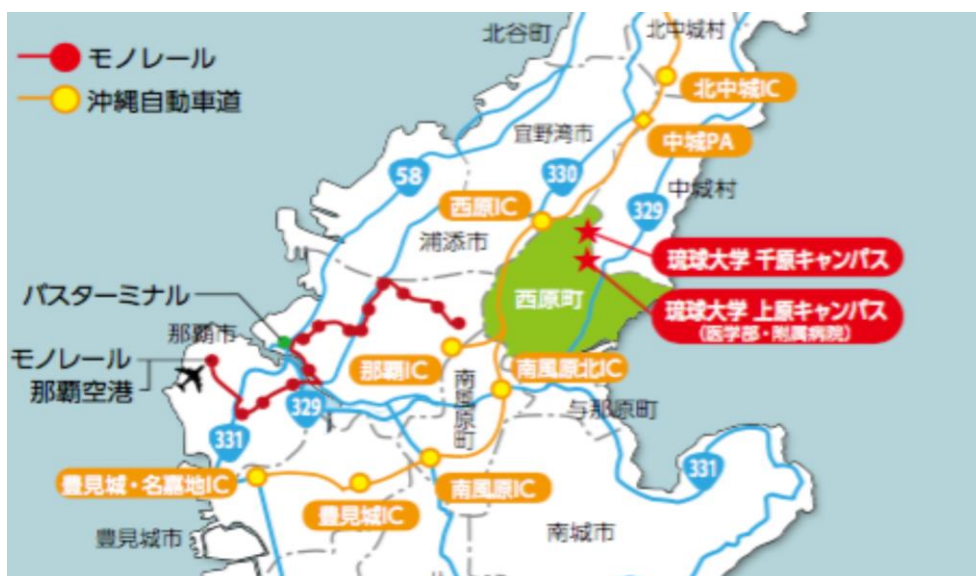 モノレール
沖縄自動車道
北谷町
北中城村
北中城IC
宜野湾市
中城PA
58
330
西原IC
中城村
329
浦添市
琉球大学 千原キャンパス
バスターミナル
西原町
琉球大学 上原キャンパス
(医学部・附属病院)
那覇市
モノレール
那覇空港
那覇IC
南風原北IC
南風原町
329
与那原町
331
331
豊見城・名嘉地IC
南風原IC
豊見城IC
南城市
豊見城市